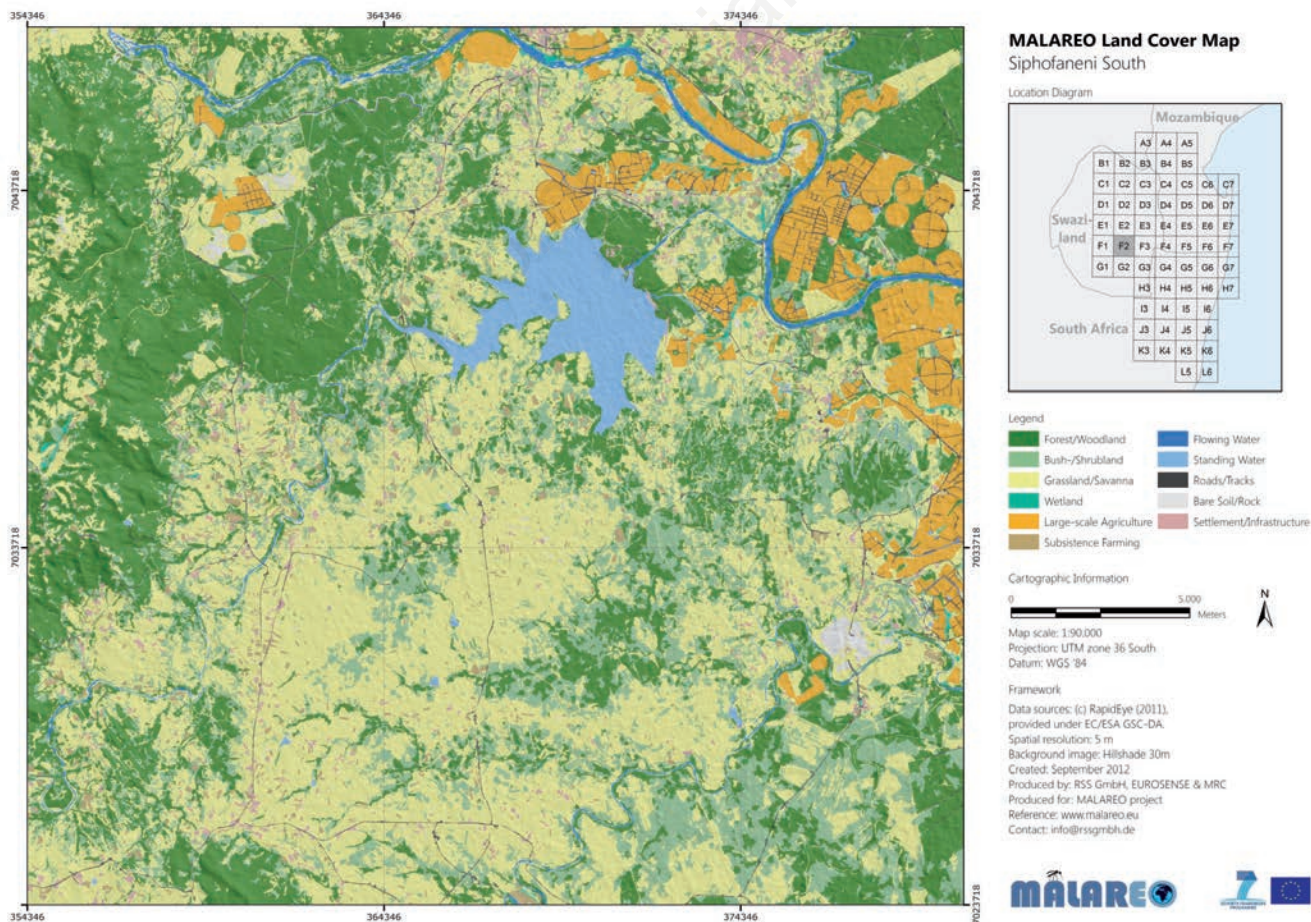 354346
364346
374346
7043718
7043718
7033718
7033718
7023718
354346
364346
374346
MALAREO Land Cover Map
Siphofaneni South
Location Diagram
Mozambique
A3 A4 A5
B1 B2 B3 B4 B5
C1 C2 C3 C4 C5 C6 C7
D1 D2 D3 D4 D5 D6 D7
Swazi-
E1 E2 E3 E4 E5 E6 E7
land
F1 F2 F3 F4 F5 F6 F7
G1 G2 G3 G4 G5 G6 G7
H3 H4 H5 H6 H7
I3 I4 I5 I6
South Africa
J3 J4 J5 J6
K3 K4 K5 K6
L5 L6
Legend
Forest/Woodland
Bush-/Shrubland
Grassland/Savanna
Wetland
Large-scale Agriculture
Subsistence Farming
Flowing Water
Standing Water
Roads/Tracks
Bare Soil/Rock
Settlement/Infrastructure
Cartographic Information
0 5.000
Meters
N
Map scale: 1:90.000
Projection: UTM zone 36 South
Datum: WGS '84
Framework
Data sources: (c) RapidEye (2011),
provided under EC/ESA GSC-DA.
Spatial resolution: 5 m
Background image: Hillshade 30m
Created: September 2012
Produced by: RSS GmbH, EUROSENSE & MRC
Produced for: MALAREO project
Reference: www.malareo.eu
Contact: info@rssgmbh.de
MALAREO
SEVENTH FRAMEWORK
PROGRAMME